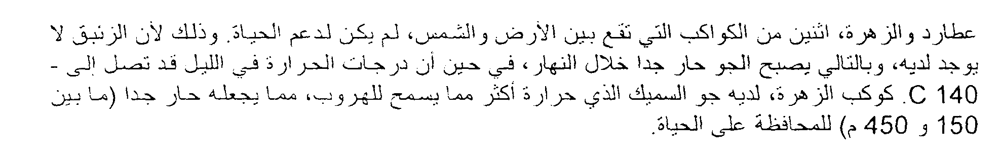 عطارد والزهرة، اثنين من الكواكب التي تقع بين الأرض والشمس، لم يكن لدعم الحياة. وذلك لأن الزئبق لا
يوجد لديه، وبالتالي يصبح الجو حار جدا خلال النهار، في حين أن درجات الحرارة في الليل قد تصل إلى -
140 C. كوكب الزهرة، لديه جو السميك الذي حرارة أكثر مما يسمح للهروب، مما يجعله حار جدا (ما بين
150 و 450 م) للمحافظة على الحياة.